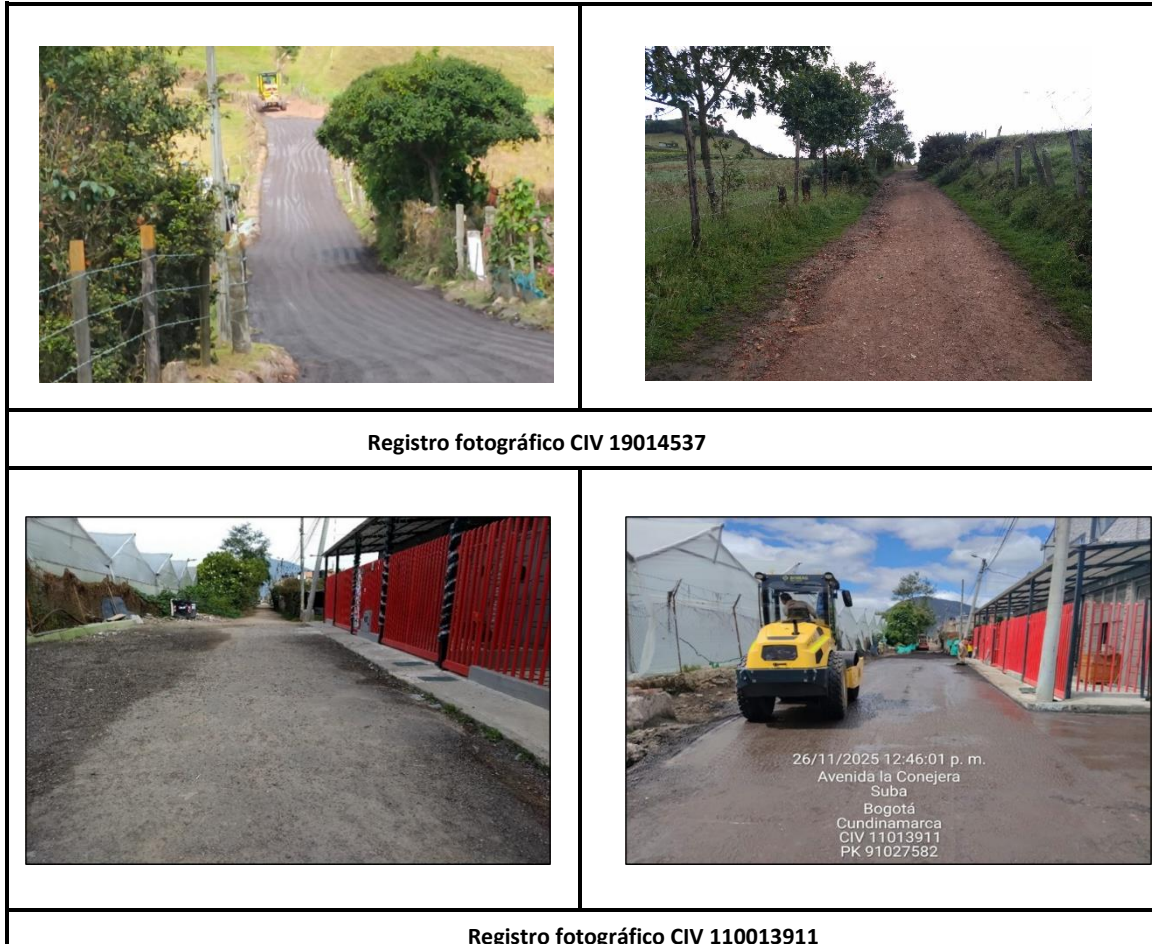 Registro fotográfico CIV 19014537
26/11/2025 12:46:01 p. m.
Avenida la Conejera
Suba
Bogotá
Cundinamarca
CIV 11013911
PK 91027582
Registro fotográfico CIV 110013911